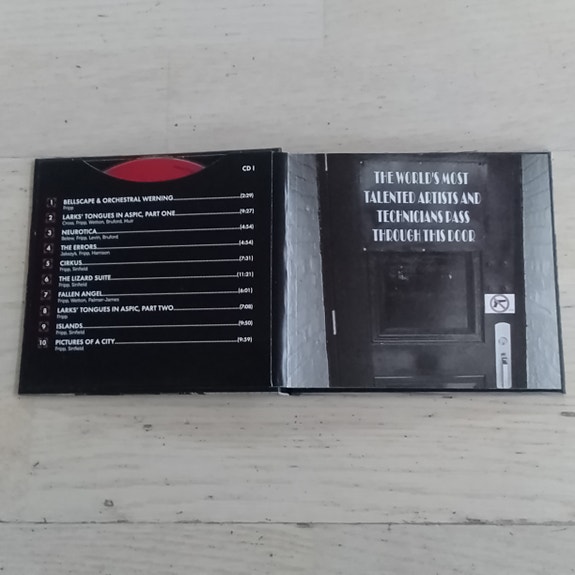 CD 1
1 BELLSCAPE & ORCHESTRAL WERNING (2:29)
Fripp
2 LARKS' TONGUES IN ASPIC, PART ONE (9:27)
Cross, Fripp, Wetton, Bruford, Muir
3 NEUROTICA (4:54)
Belew, Fripp, Levin, Bruford
4 THE ERRORS (4:54)
Jakszyk, Fripp, Harrison
5 CIRKUS (7:31)
Fripp, Sinfield
6 THE LIZARD SUITE (11:21)
Fripp, Sinfield
7 FALLEN ANGEL (6:01)
Fripp, Wetton, Palmer-James
8 LARKS' TONGUES IN ASPIC, PART TWO (7:08)
Fripp
9 ISLANDS (9:50)
Fripp, Sinfield
10 PICTURES OF A CITY (9:59)
Fripp, Sinfield
THE WORLD'S MOST
TALENTED ARTISTS AND
TECHNICIANS PASS
THROUGH THIS DOOR